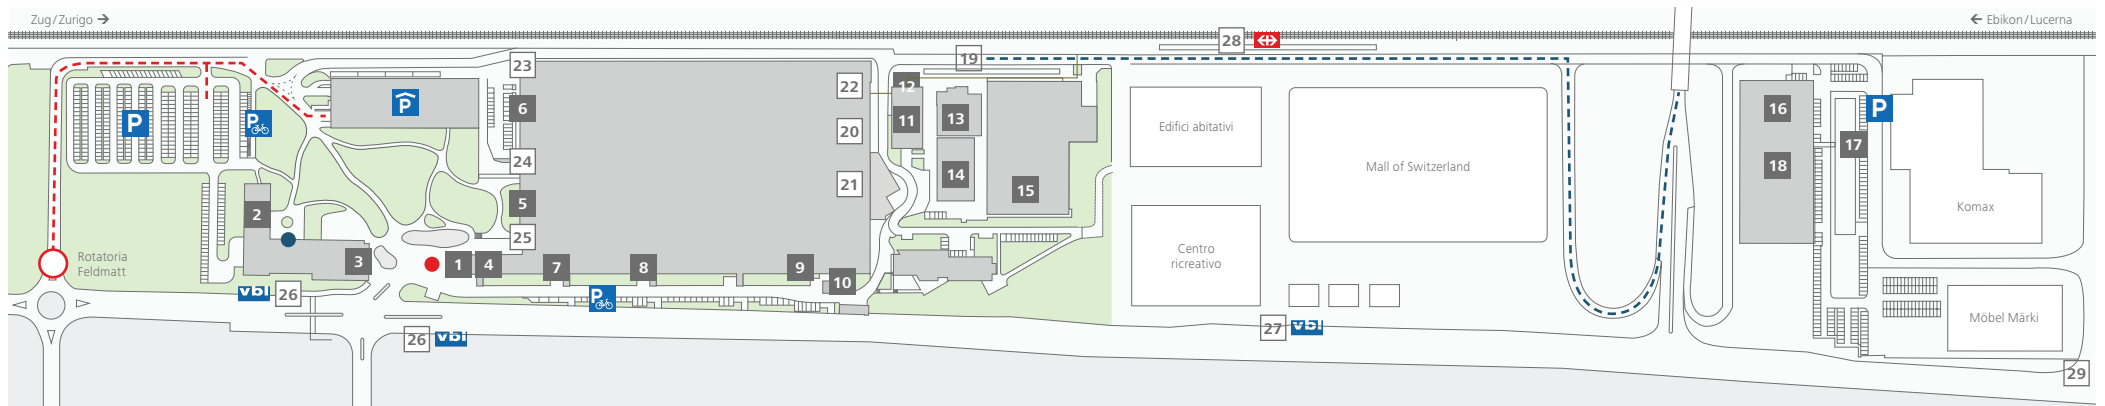 Zug/Zurigo →
← Ebikon/Lucerna
28
23
19
22
12
6
P
P
P
P
11
13
16
20
Edifici abitativi
17
24
14
Mall of Switzerland
18
21
15
5
2
Komax
25
Centro
ricreativo
Rotatoria
Feldmatt
3
1
4
7
8
9
10
vbl
26
P
26
vbl
27
vbl
Möbel Märki
29